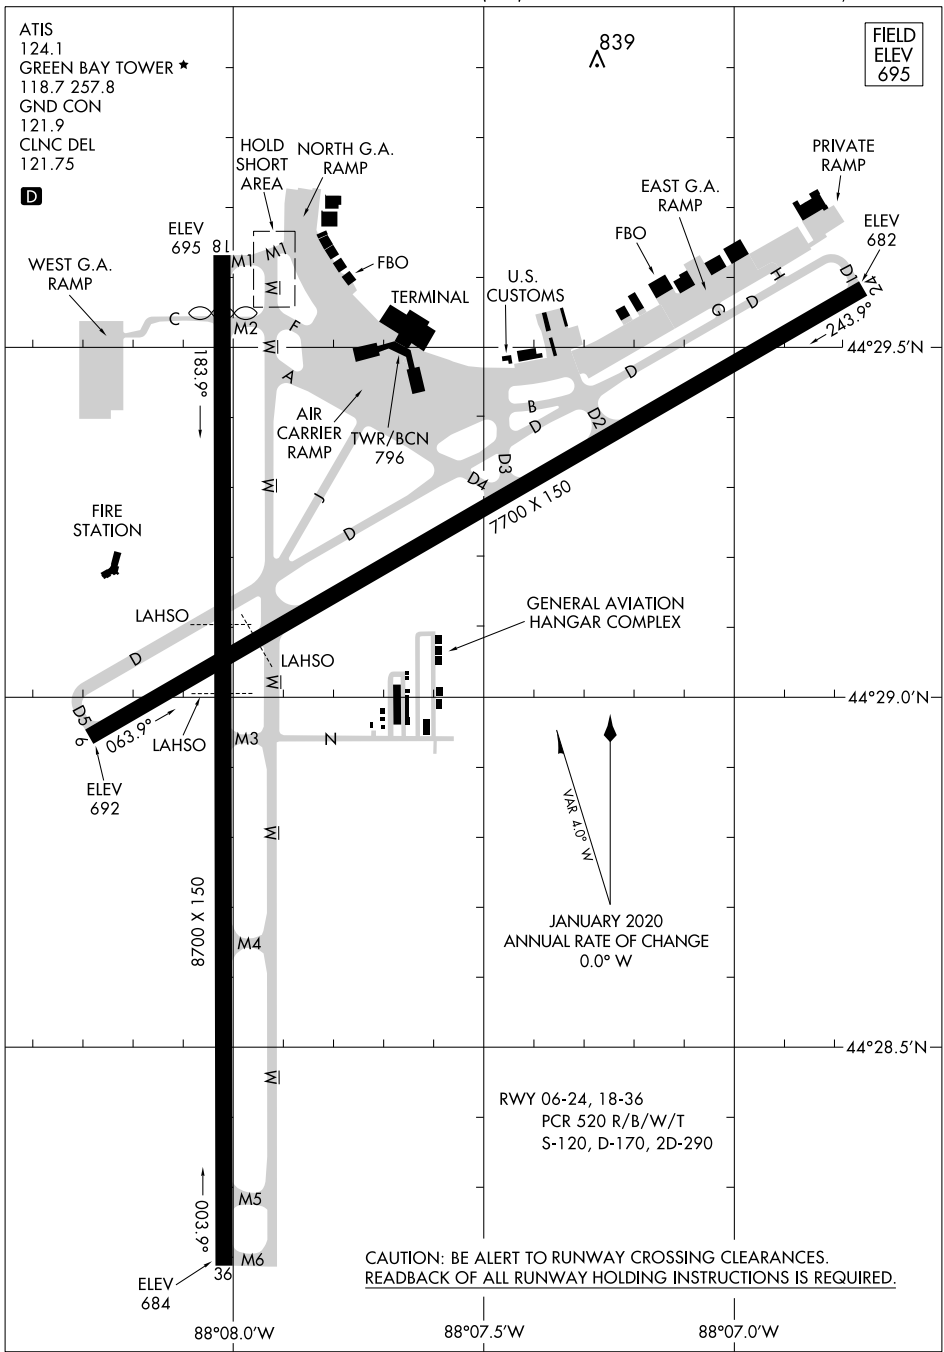 ATIS
124.1
GREEN BAY TOWER ★
118.7 257.8
GND CON
121.9
CLNC DEL
121.75
D
839
FIELD
ELEV
695
HOLD
SHORT
AREA
NORTH G.A.
RAMP
PRIVATE
RAMP
EAST G.A.
RAMP
ELEV
695
18
ELEV
682
FBO
WEST G.A.
RAMP
M1
M1
FBO
U.S.
CUSTOMS
H
D1
24
M
TERMINAL
G
D
C
M2
F
243.9°
M
44°29.5'N
183.9°
A
D
AIR
CARRIER
RAMP
TWR/BCN
796
B
D
D2
D3
D4
M
J
7700 X 150
FIRE
STATION
D
LAHSO
GENERAL AVIATION
HANGAR COMPLEX
D
LAHSO
M
44°29.0'N
D5
6
063.9°
LAHSO
M3
N
ELEV
692
VAR 4.0° W
M
8700 X 151
M4
JANUARY 2020
ANNUAL RATE OF CHANGE
0.0° W
44°28.5'N
M
RWY 06-24, 18-36
PCR 520 R/B/W/T
S-120, D-170, 2D-290
M5
003.9°
M6
36
ELEV
684
CAUTION: BE ALERT TO RUNWAY CROSSING CLEARANCES.
READBACK OF ALL RUNWAY HOLDING INSTRUCTIONS IS REQUIRED.
88°08.0'W
88°07.5'W
88°07.0'W